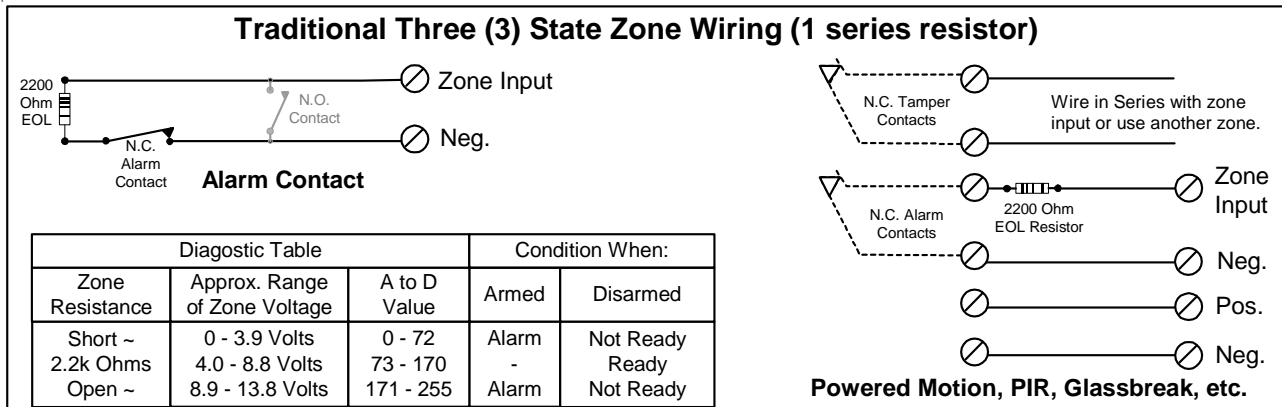 Traditional Three (3) State Zone Wiring (1 series resistor)
2200
Ohm
EOL
N.O.
Contact
Zone Input
N.C.
Alarm
Contact
Neg.
Alarm Contact
Diagostic Table
Condition When:
Zone
Resistance
Approx. Range
of Zone Voltage
A to D
Value
Armed
Disarmed
Short ~
0 - 3.9 Volts
0 - 72
Alarm
Not Ready
2.2k Ohms
4.0 - 8.8 Volts
73 - 170
-
Ready
Open ~
8.9 - 13.8 Volts
171 - 255
Alarm
Not Ready
N.C. Tamper
Contacts
Wire in Series with zone
input or use another zone.
N.C. Alarm
Contacts
2200 Ohm
EOL Resistor
Zone
Input
Neg.
Pos.
Neg.
Powered Motion, PIR, Glassbreak, etc.